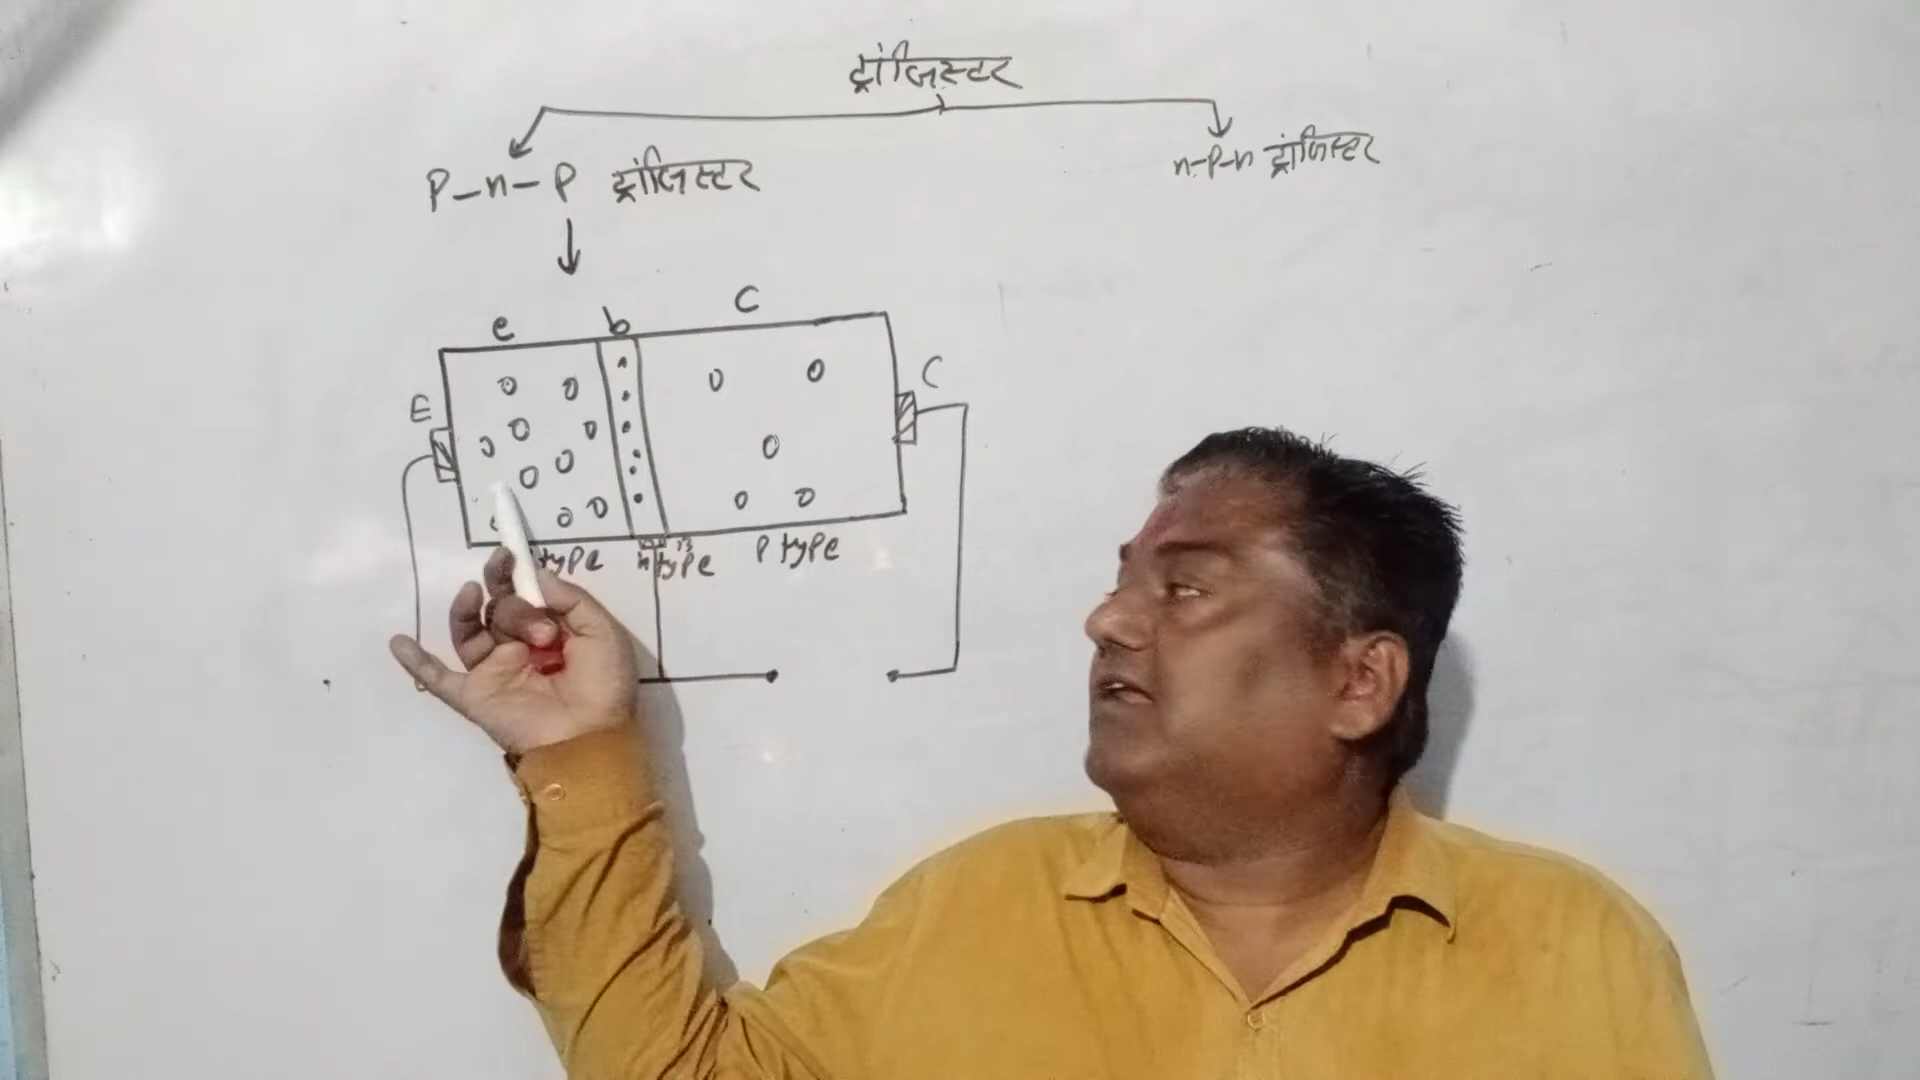 ट्रांजिस्टर
P-n-P ट्रांजिस्टर
n-p-n ट्रांजिस्टर
e b C
E
C
type n type P type
B